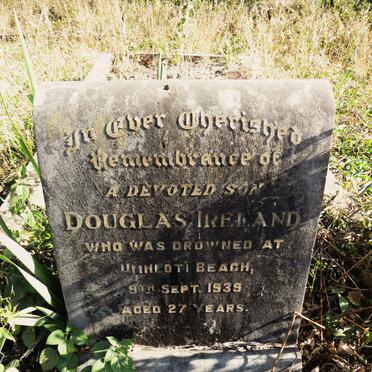 In Ever Cherished
Remembrance of
A DEVOTED SON
DOUGLAS IRELAND
WHO WAS DROWNED AT
UMHLOTI BEACH,
9TH SEPT. 1939
AGED 27 YEARS.